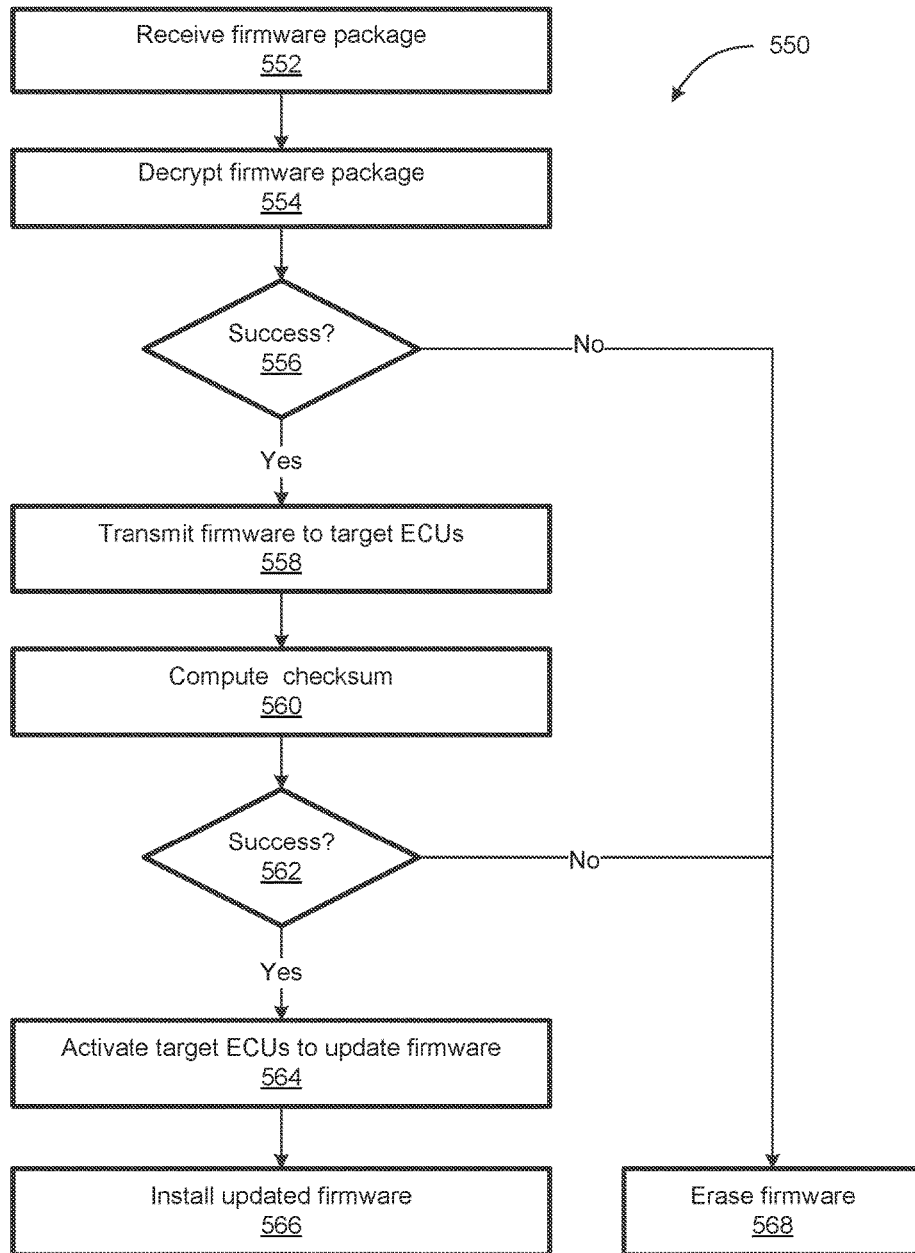 Receive firmware package
552
550
Decrypt firmware package
554
Success?
556
No
Yes
Transmit firmware to target ECUs
558
Compute checksum
560
Success?
562
No
Yes
Activate target ECUs to update firmware
564
Install updated firmware
566
Erase firmware
568